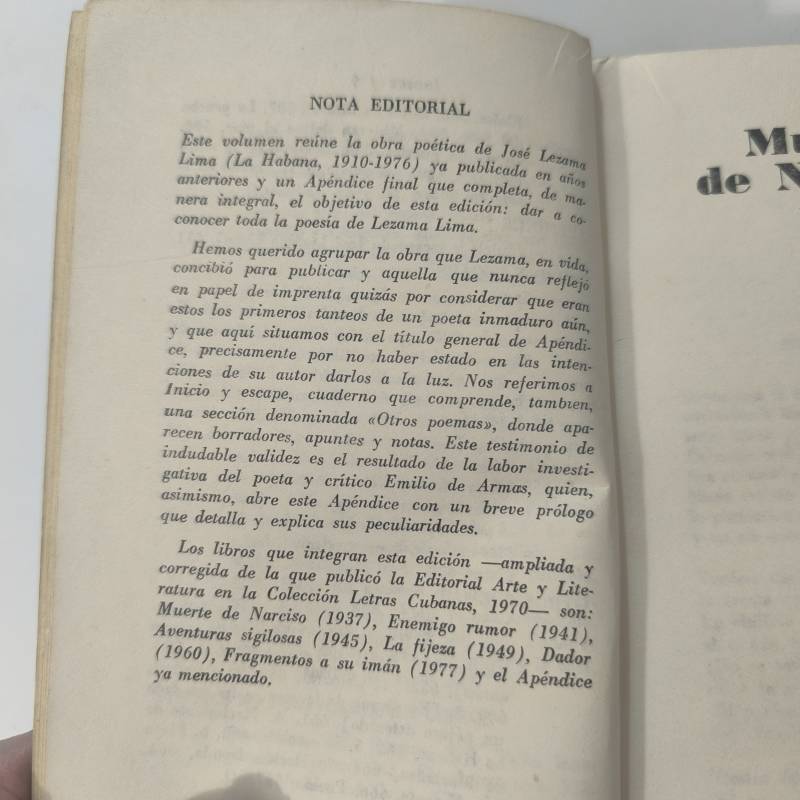 NOTA EDITORIAL
Este volumen reúne la obra poética de José Lezama
Lima (La Habana, 1910-1976) ya publicada en años
anteriores y un Apéndice final que completa, de ma-
nera integral, el objetivo de esta edición: dar a co-
conocer toda la poesía de Lezama Lima.
Hemos querido agrupar la obra que Lezama, en vida,
concibió para publicar y aquella que nunca reflejó
en papel de imprenta quizás por considerar que eran
estos los primeros tanteos de un poeta inmaduro aún,
y que aquí situamos con el título general de Apéndi-
ce, precisamente por no haber estado en las inten-
ciones de su autor darlos a la luz. Nos referimos a
Inicio y escape, cuaderno que comprende, también,
una sección denominada «Otros poemas», donde apa-
recen borradores, apuntes y notas. Este testimonio de
indudable validez es el resultado de la labor investi-
gativa del poeta y crítico Emilio de Armas, quien,
asimismo, abre este Apéndice con un breve prólogo
que detalla y explica sus peculiaridades.
Los libros que integran esta edición —ampliada y
corregida de la que publicó la Editorial Arte y Lite-
ratura en la Colección Letras Cubanas, 1970— son:
Muerte de Narciso (1937), Enemigo rumor (1941),
Aventuras sigilosas (1945), La fijeza (1949), Dador
(1960), Fragmentos a su imán (1977) y el Apéndice
ya mencionado.
Mu
de N